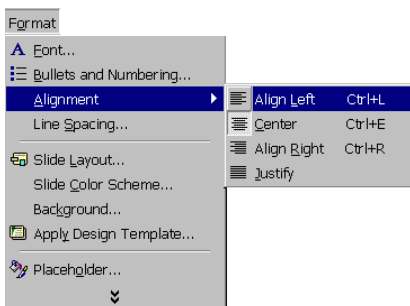 Format
Font...
Bullets and Numbering...
Alignment
Align Left Ctrl+L
Center Ctrl+E
Align Right Ctrl+R
Justify
Line Spacing...
Slide Layout...
Slide Color Scheme...
Background...
Apply Design Template...
Placeholder...